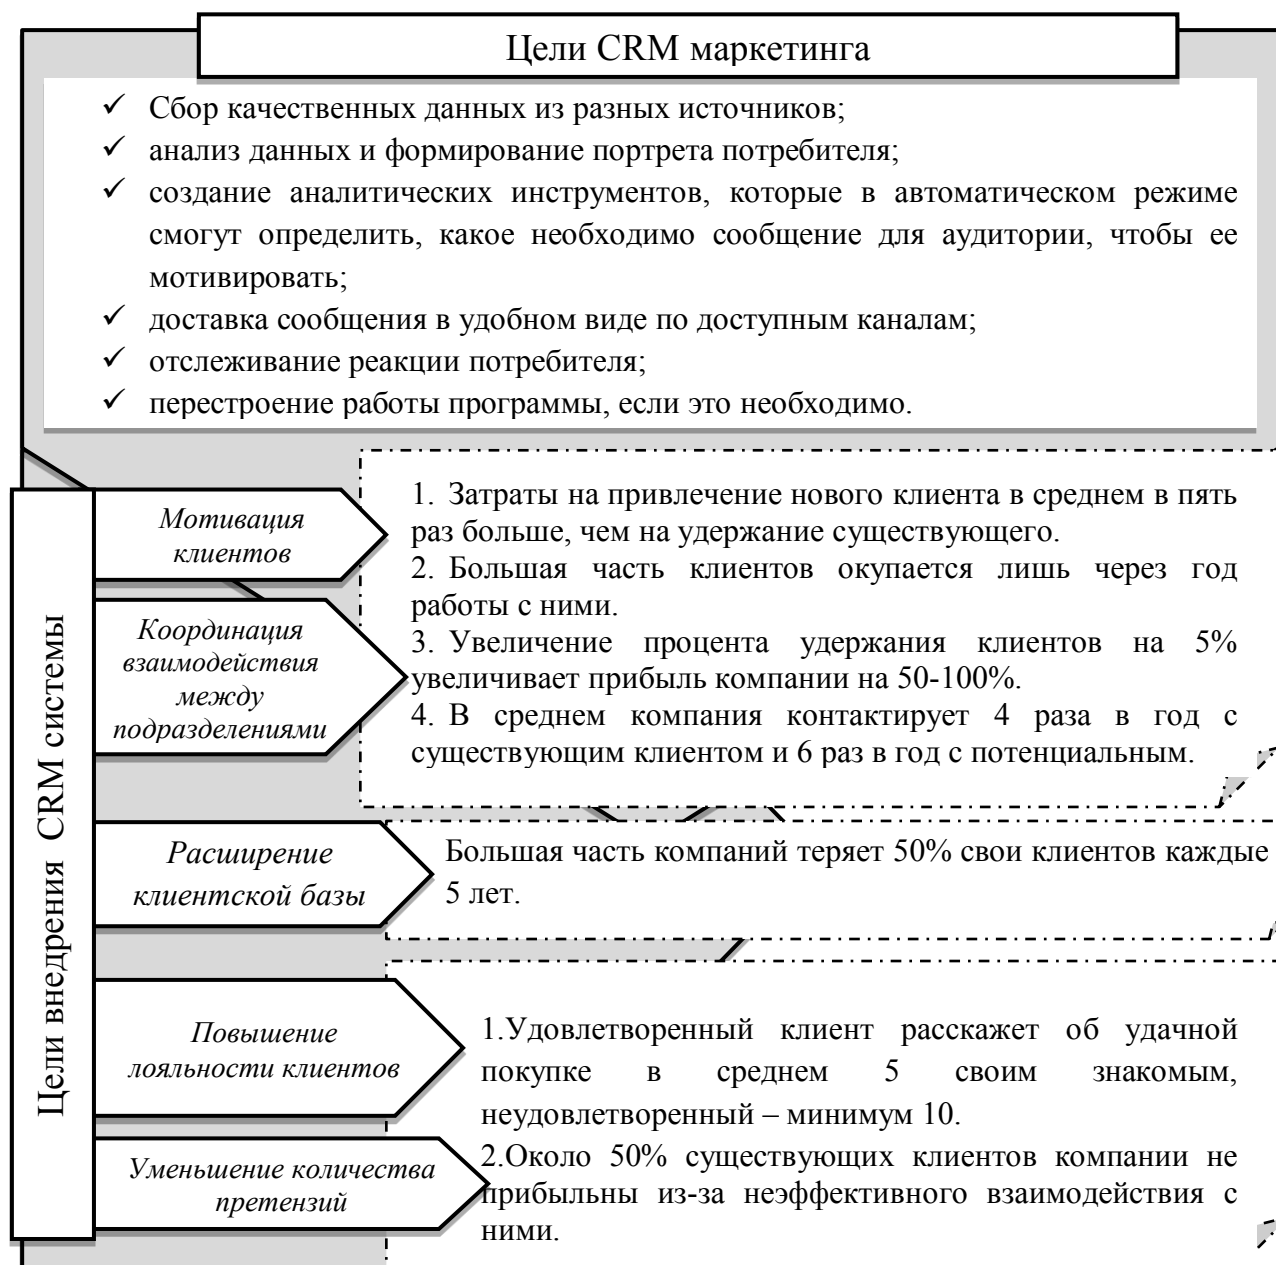 Цели CRM маркетинга
✓ Сбор качественных данных из разных источников;
✓ анализ данных и формирование портрета потребителя;
✓ создание аналитических инструментов, которые в автоматическом режиме
смогут определить, какое необходимо сообщение для аудитории, чтобы ее
мотивировать;
✓ доставка сообщения в удобном виде по доступным каналам;
✓ отслеживание реакции потребителя;
✓ перестроение работы программы, если это необходимо.
Цели внедрения CRM системы
Мотивация
клиентов
Координация
взаимодействия
между
подразделениями
1. Затраты на привлечение нового клиента в среднем в пять
раз больше, чем на удержание существующего.
2. Большая часть клиентов окупается лишь через год
работы с ними.
3. Увеличение процента удержания клиентов на 5%
увеличивает прибыль компании на 50-100%.
4. В среднем компания контактирует 4 раза в год с
существующим клиентом и 6 раз в год с потенциальным.
Расширение
клиентской базы
Большая часть компаний теряет 50% свои клиентов каждые
5 лет.
Повышение
лояльности клиентов
Уменьшение количества
претензий
1.Удовлетворенный клиент расскажет об удачной
покупке в среднем 5 своим знакомым,
неудовлетворенный – минимум 10.
2.Около 50% существующих клиентов компании не
прибыльны из-за неэффективного взаимодействия с
ними.